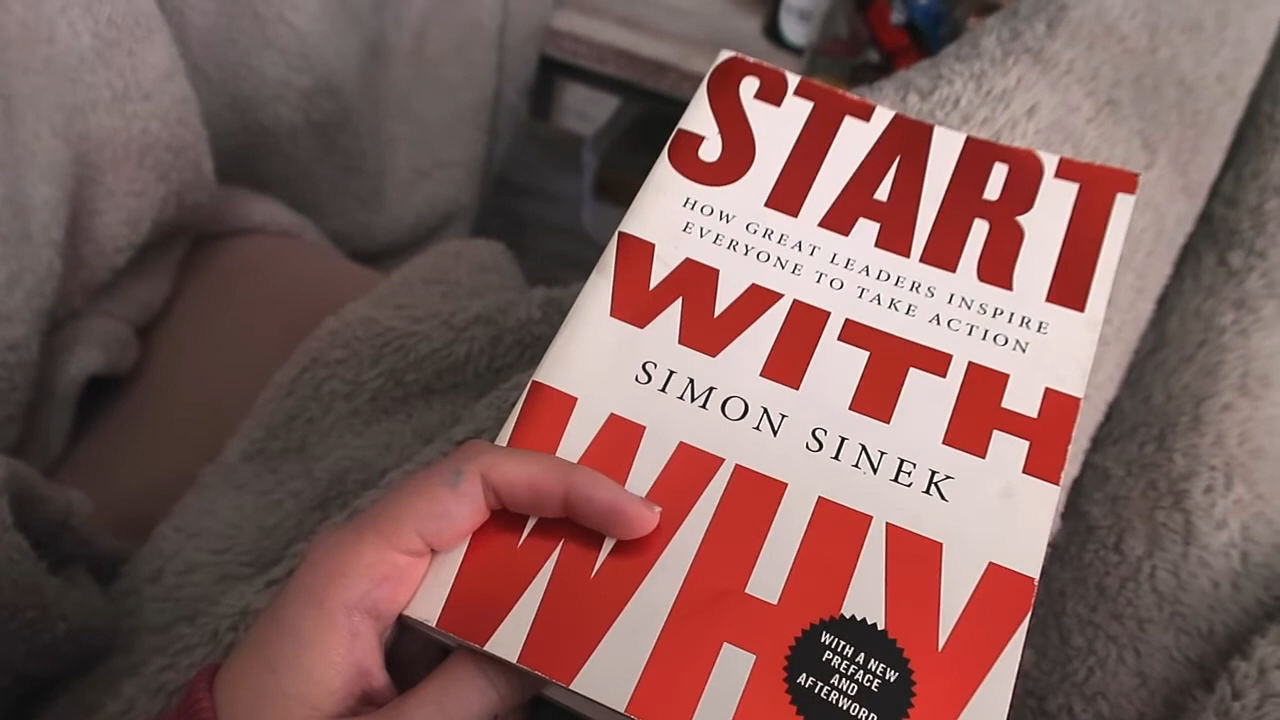 START
HOW GREAT LEADERS INSPIRE
EVERYONE TO TAKE ACTION
WITH
SIMON SINEK
WHY
WITH A NEW
PREFACE
AND
AFTERWORD